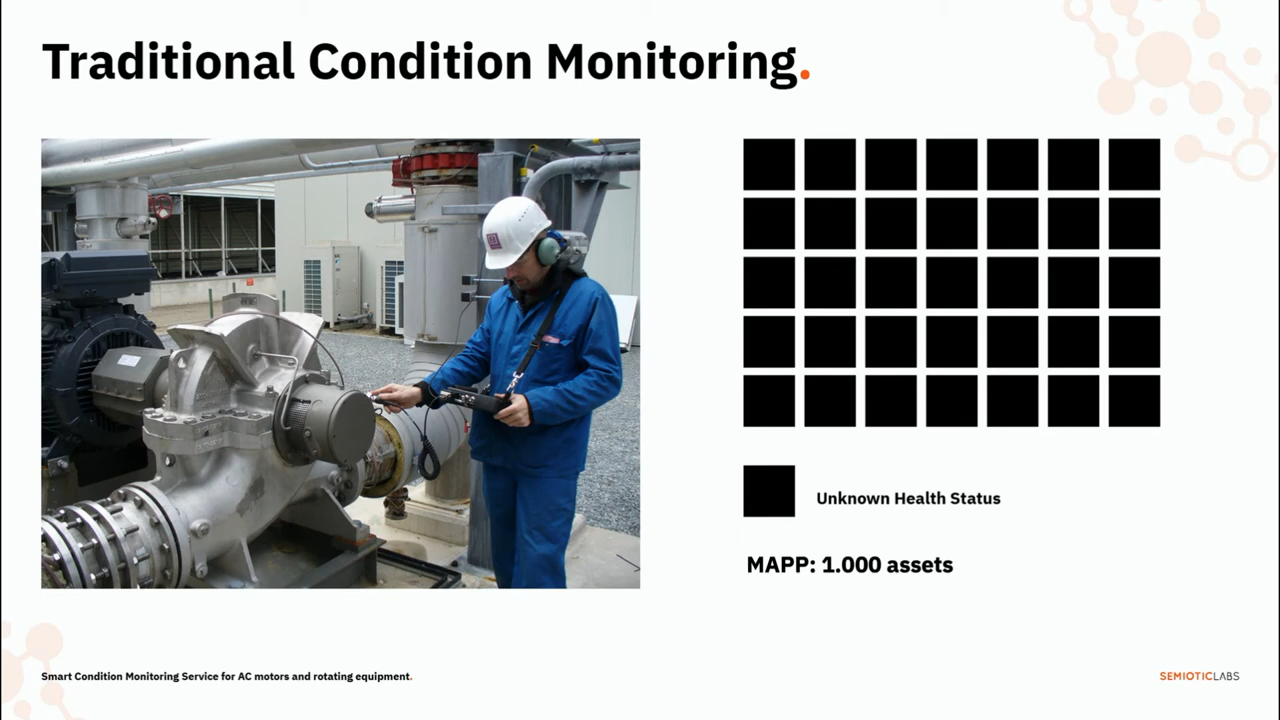 Traditional Condition Monitoring.
Unknown Health Status
MAPP: 1.000 assets
Smart Condition Monitoring Service for AC motors and rotating equipment.
SEMIOTICLABS